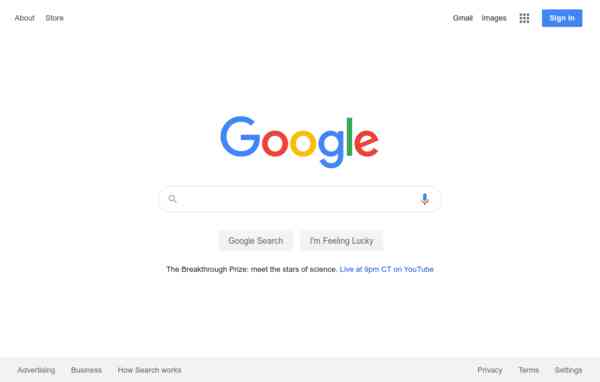 About Store Gmail Images Sign in
Google
Google Search I'm Feeling Lucky
The Breakthrough Prize: meet the stars of science. Live at 9pm CT on YouTube
Advertising Business How Search works Privacy Terms Settings